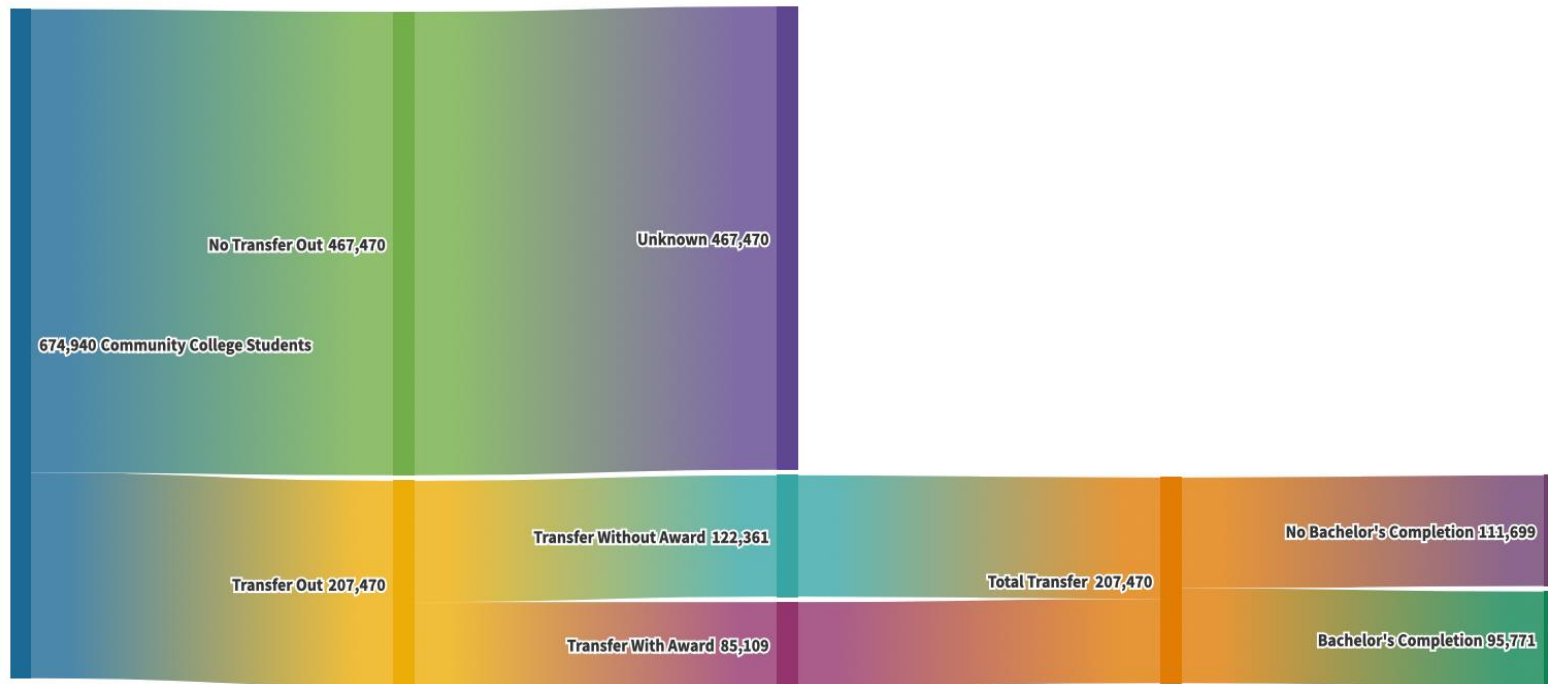 No Transfer Out 467,470
Unknown 467,470
674,940 Community College Students
Transfer Without Award 122,361
No Bachelor's Completion 111,699
Transfer Out 207,470
Total Transfer 207,470
Transfer With Award 85,109
Bachelor's Completion 95,771